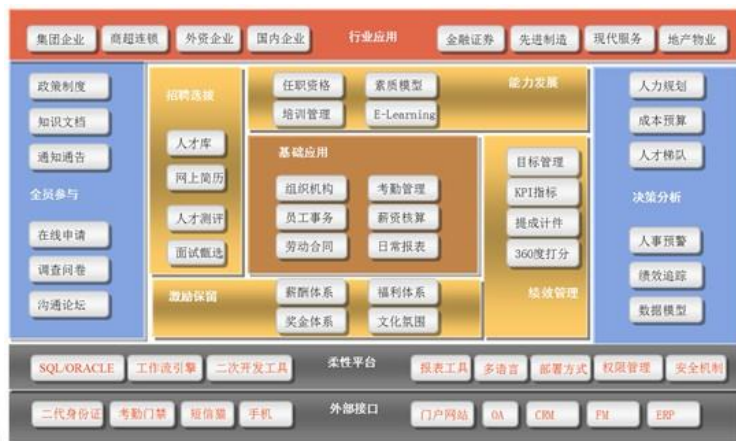 集团企业 商超连锁 外资企业 国内企业 行业应用 金融证券 先进制造 现代服务 地产物业
政策制度
知识文档
通知通告
全员参与
在线申请
调查问卷
沟通论坛
招聘选拔
人才库
网上简历
人才测评
面试甄选
任职资格 素质模型 能力发展
培训管理 E-Learning
基础应用
组织机构 考勤管理
员工事务 薪资核算
劳动合同 日常报表
目标管理
KPI指标
提成计件
360度打分
绩效管理
激励保留
薪酬体系 福利体系
奖金体系 文化氛围
人力规划
成本预算
人才梯队
决策分析
人事预警
绩效追踪
数据模型
SQL/ORACLE 工作流引擎 二次开发工具 柔性平台 报表工具 多语言 部署方式 权限管理 安全机制
二代身份证 考勤门禁 短信猫 手机 外部接口 门户网站 OA CRM FM ERP